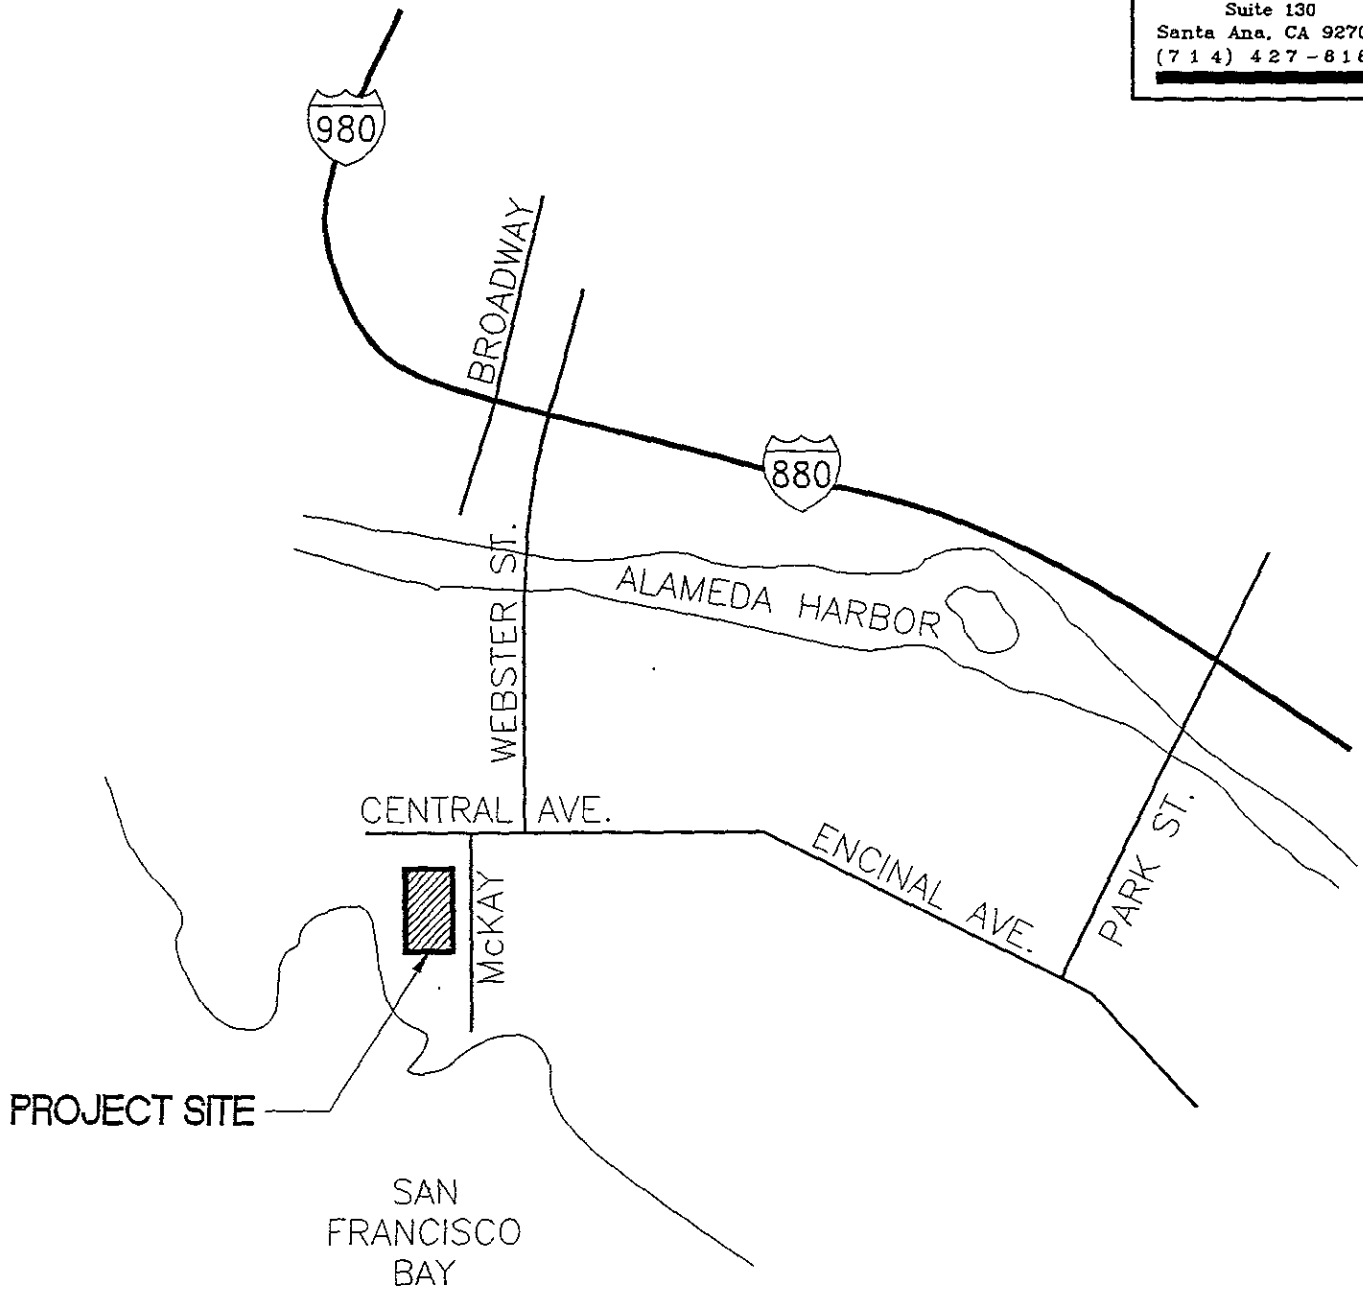 Suite 130
Santa Ana, CA 9270
(714) 427-818
980
BROADWAY
880
WEBSTER ST.
ALAMEDA HARBOR
CENTRAL AVE.
ENCINAL AVE.
PARK ST.
McKAY
PROJECT SITE
SAN
FRANCISCO
BAY